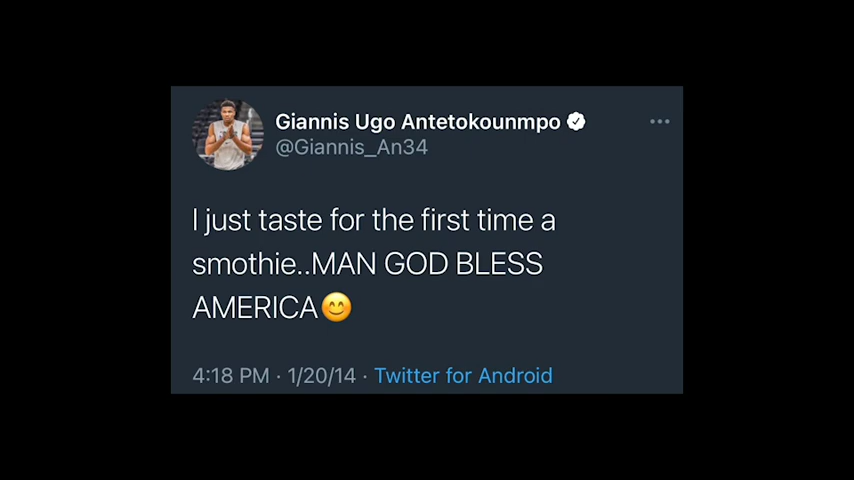 Giannis Ugo Antetokounmpo
@Giannis_An34
I just taste for the first time a
smothie..MAN GOD BLESS
AMERICA😊
4:18 PM · 1/20/14 · Twitter for Android